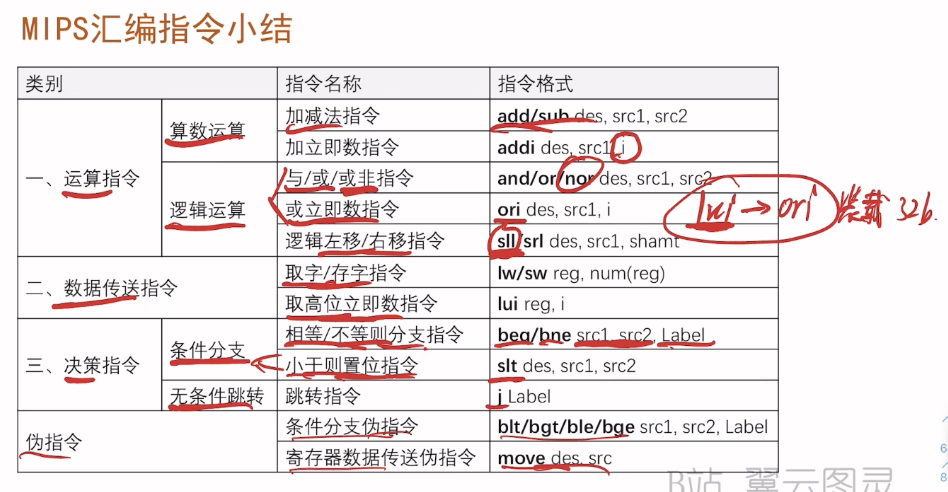 MIPS汇编指令小结
类别 指令名称 指令格式
一、运算指令 算数运算 加减法指令 add/sub des, src1, src2
加立即数指令 addi des, src1, i
逻辑运算 与/或/或非指令 and/or/nor des, src1, src2
或立即数指令 ori des, src1, i
lui → ori 装载 32b.
逻辑左移/右移指令 sll/srl des, src1, shamt
二、数据传送指令 取字/存字指令 lw/sw reg, num(reg)
取高位立即数指令 lui reg, i
三、决策指令 条件分支 相等/不等则分支指令 beq/bne src1, src2, Label
小于则置位指令 slt des, src1, src2
无条件跳转 跳转指令 j Label
伪指令 条件分支伪指令 blt/bgt/ble/bge src1, src2, Label
寄存器数据传送伪指令 move des, src
B站 翼云图灵